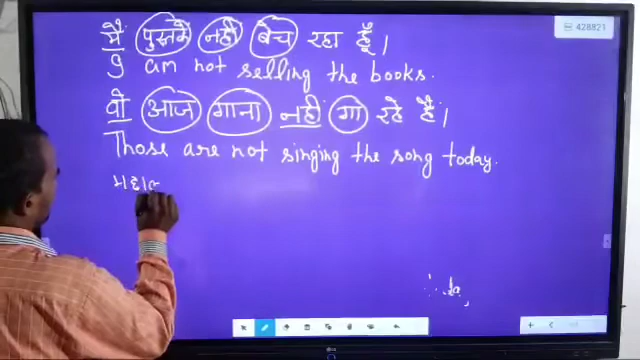 मैं पुस्तकें नहीं बेच रहा हूँ।
I am not selling the books.
वो आज गाना नहीं गा रहे हैं।
Those are not singing the song today.
428821